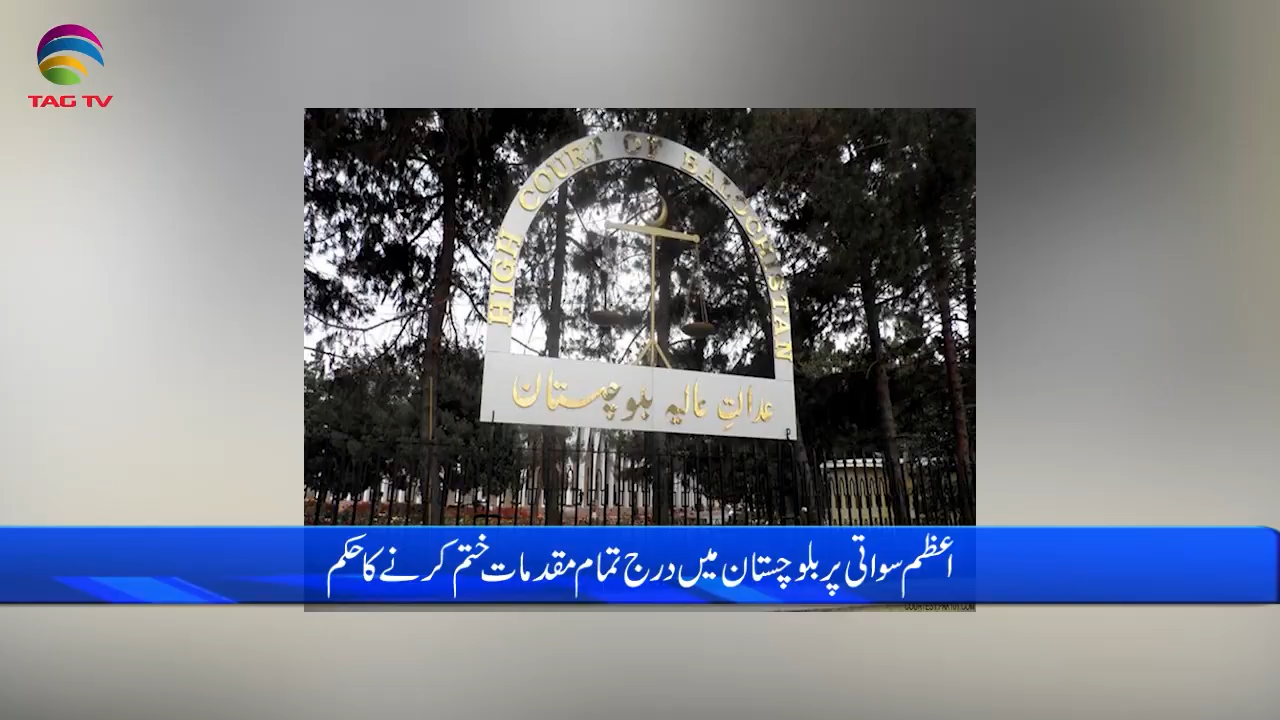 TAG TV
HIGH COURT OF BALOCHISTAN
عدالتِ عالیہ بلوچستان
اعظم سواتی پر بلوچستان میں درج تمام مقدمات ختم کرنے کا حکم